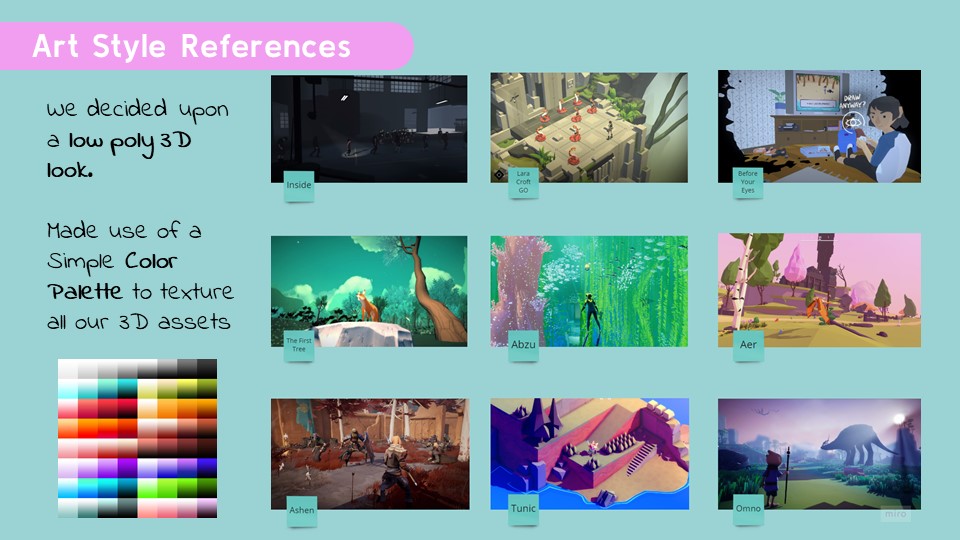 Art Style References
We decided upon
a low poly 3D
look.
Made use of a
Simple Color
Palette to texture
all our 3D assets
Inside
Lara
Croft
GO
DRAW
ANYWAY?
Before
Your
Eyes
The First
Tree
Abzu
Aer
Ashen
Tunic
Omno
miro